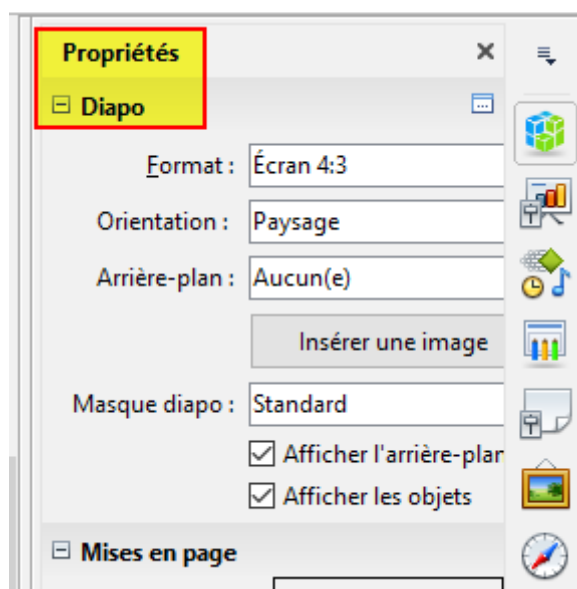 Propriétés
Diapo
Format : Écran 4:3
Orientation : Paysage
Arrière-plan : Aucun(e)
Insérer une image
Masque diapo : Standard
Afficher l'arrière-plan
Afficher les objets
Mises en page